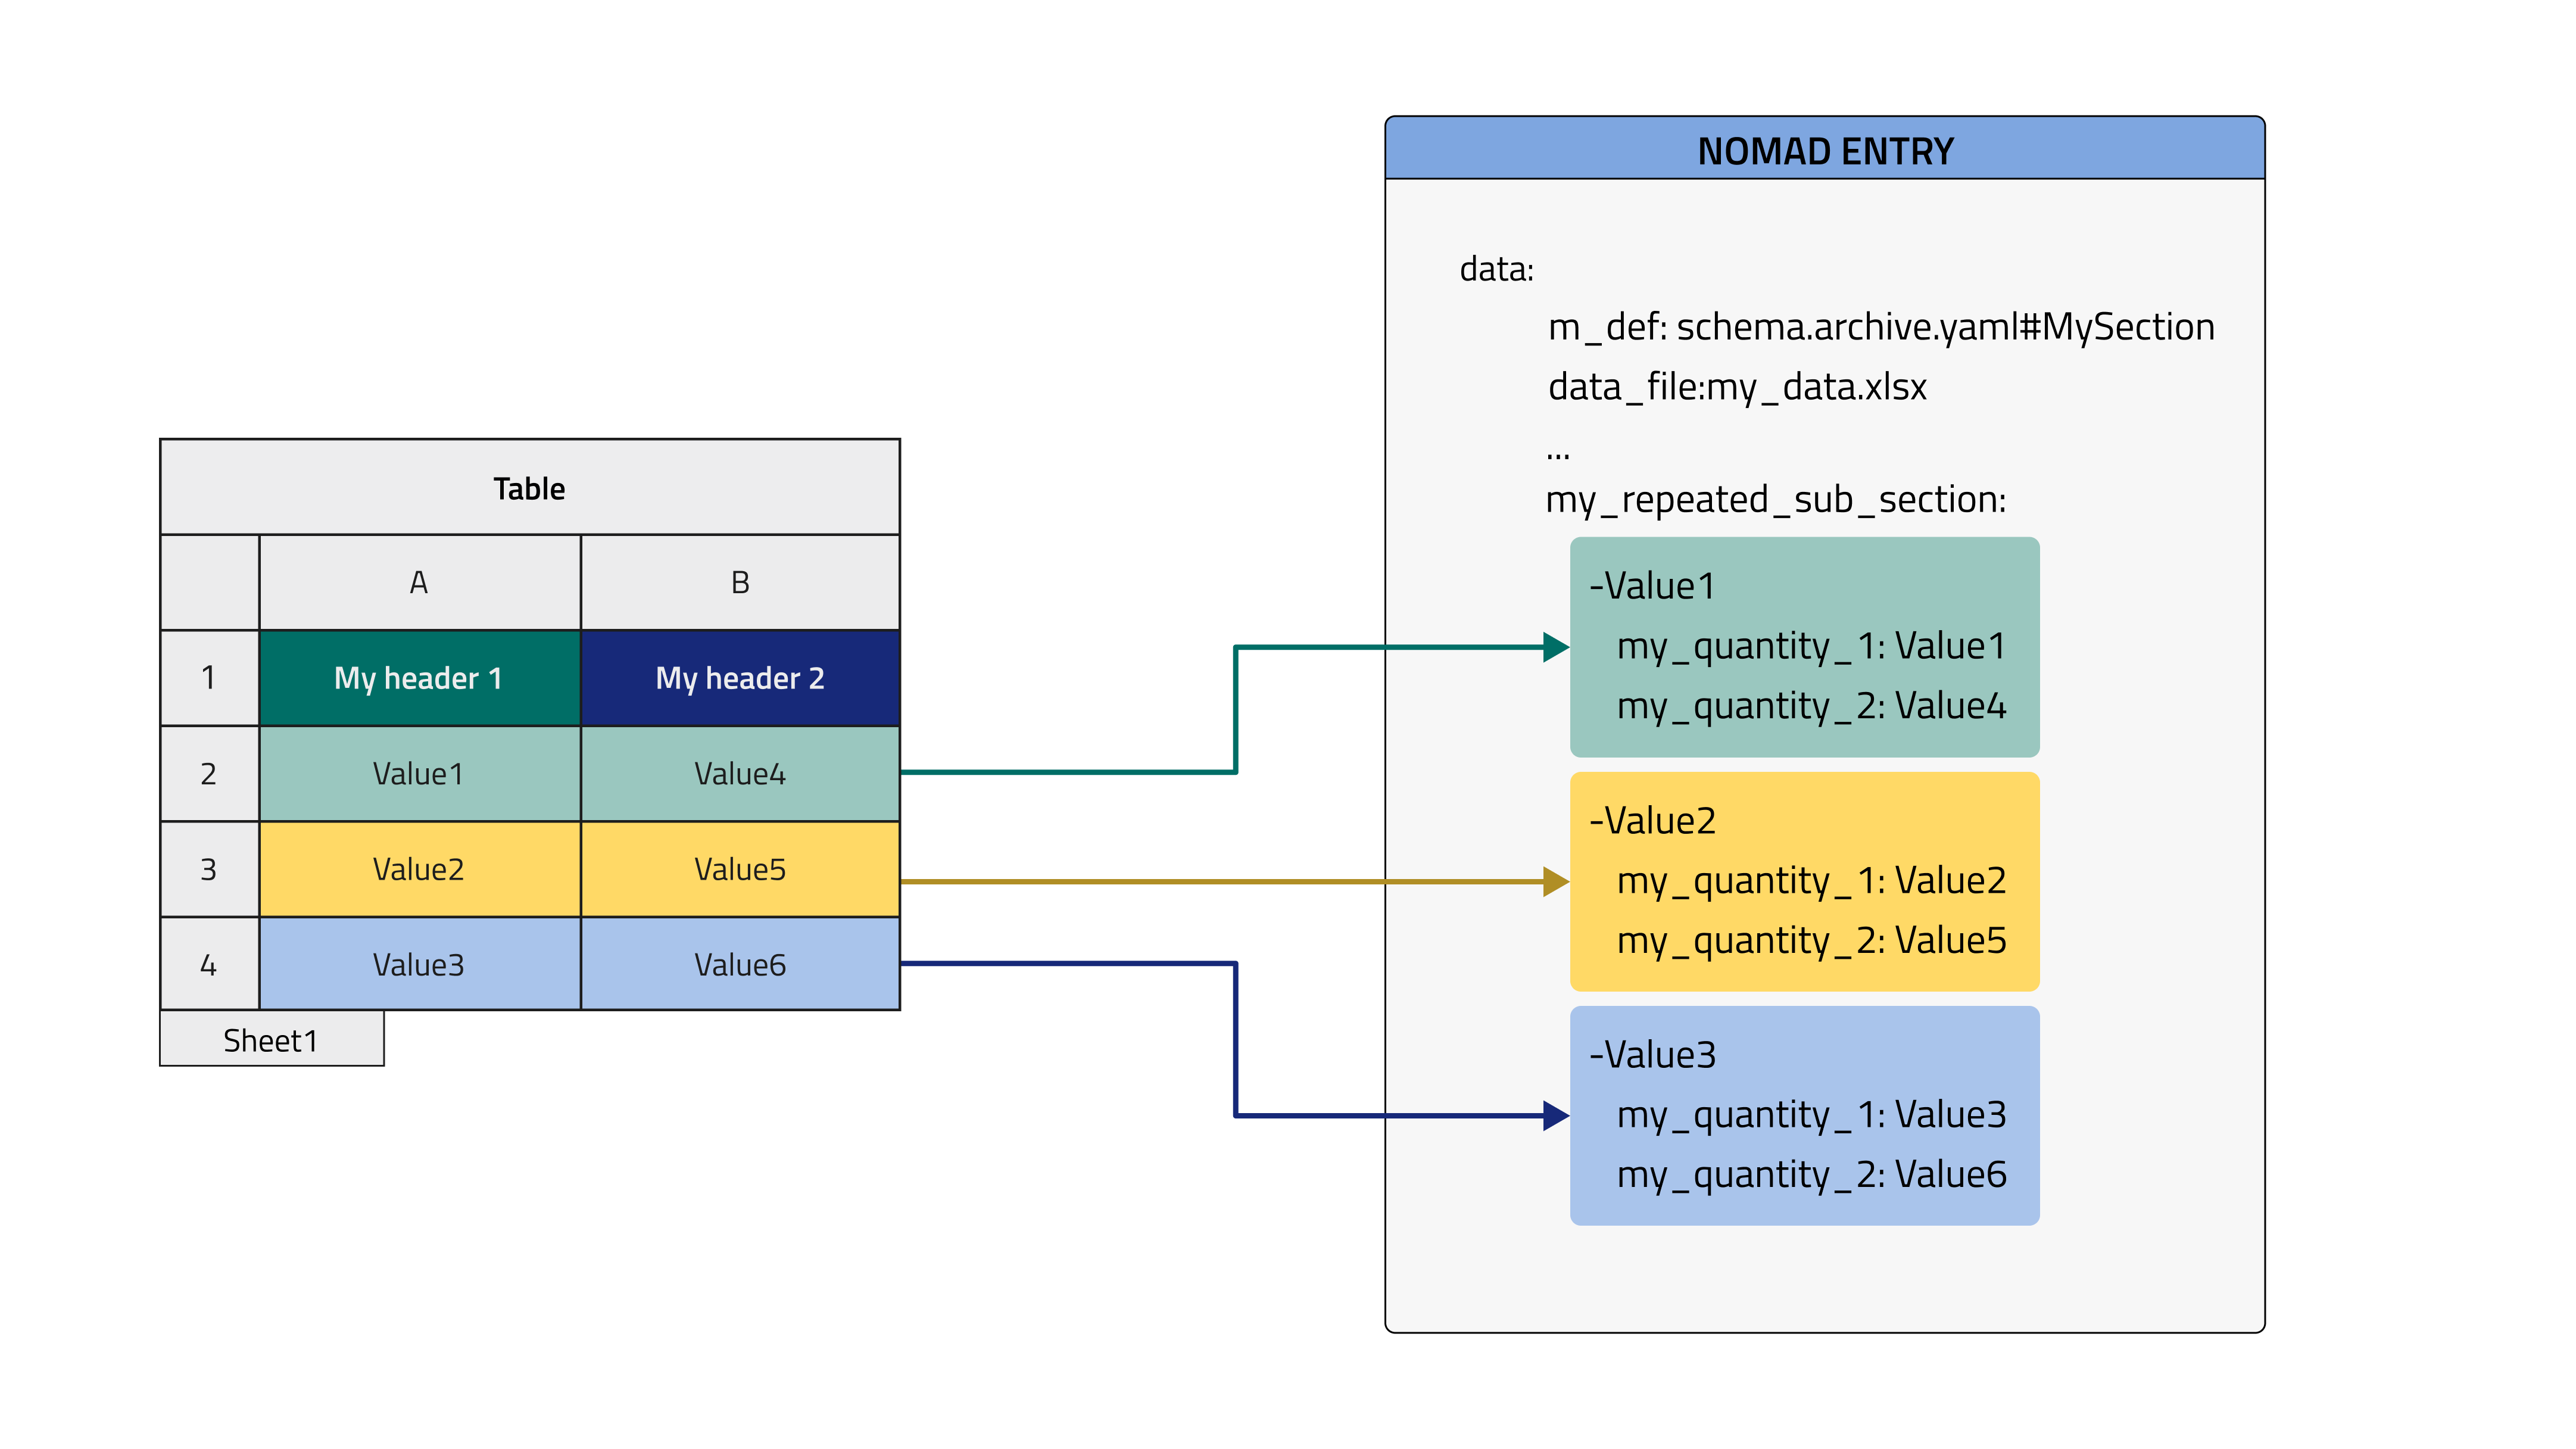 Table
A B
1 My header 1 My header 2
2 Value1 Value4
3 Value2 Value5
4 Value3 Value6
Sheet1
NOMAD ENTRY
data:
m_def: schema.archive.yaml#MySection
data_file:my_data.xlsx
...
my_repeated_sub_section:
-Value1
my_quantity_1: Value1
my_quantity_2: Value4
-Value2
my_quantity_1: Value2
my_quantity_2: Value5
-Value3
my_quantity_1: Value3
my_quantity_2: Value6